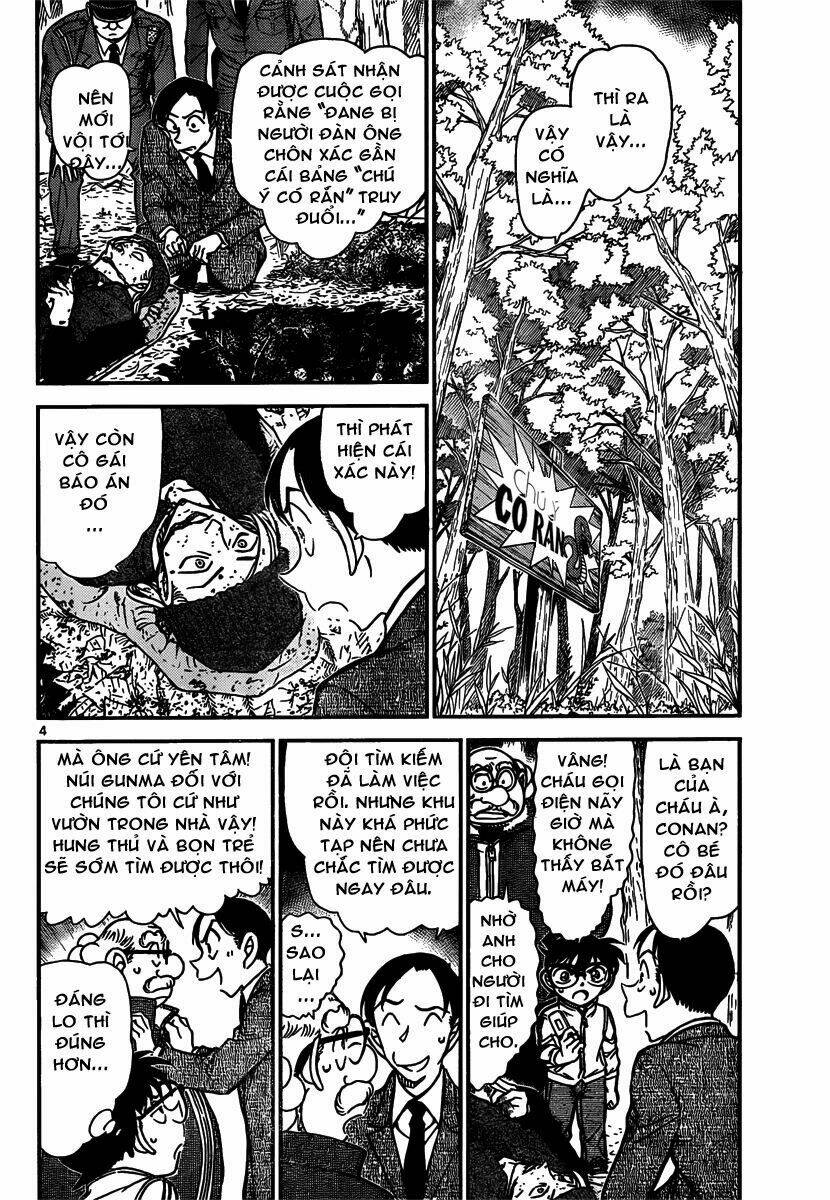 THÌ RA
LÀ
VẬY...
VẬY
CÓ
NGHĨA
LÀ...
Chú ý
CÓ RẮN
CẢNH SÁT NHẬN
ĐƯỢC CUỘC GỌI
RẰNG "ĐANG BỊ
NGƯỜI ĐÀN ÔNG
CHÔN XÁC GẦN
CÁI BẢNG "CHÚ
Ý CÓ RẮN" TRUY
ĐUỔI..."
NÊN
MỚI
VỘI TỚI
ĐÂY...
THÌ PHÁT
HIỆN CÁI
XÁC NÀY!
VẬY CÒN
CÔ GÁI
BÁO ÁN
ĐÓ
...
4
LÀ BẠN
CỦA
CHÁU À,
CONAN?
CÔ BÉ
ĐÓ ĐÂU
RỒI?
VÂNG!
CHÁU GỌI
ĐIỆN NÃY
GIỜ MÀ
KHÔNG
THẤY BẮT
MÁY!
NHỜ
ANH CHO
NGƯỜI
ĐI TÌM
GIÚP
CHO.
ĐỘI TÌM KIẾM
ĐÃ LÀM VIỆC
RỒI. NHƯNG KHU
NÀY KHÁ PHỨC
TẠP NÊN CHƯA
CHẮC TÌM ĐƯỢC
NGAY ĐÂU.
S...
SAO LẠI
...
MÀ ÔNG CỨ YÊN TÂM!
NÚI GUNMA ĐỐI VỚI
CHÚNG TÔI CỨ NHƯ
VƯỜN TRONG NHÀ VẬY!
HUNG THỦ VÀ BỌN TRẺ
SẼ SỚM TÌM ĐƯỢC THÔI!
ĐÁNG
LO THÌ
ĐÚNG
HƠN...